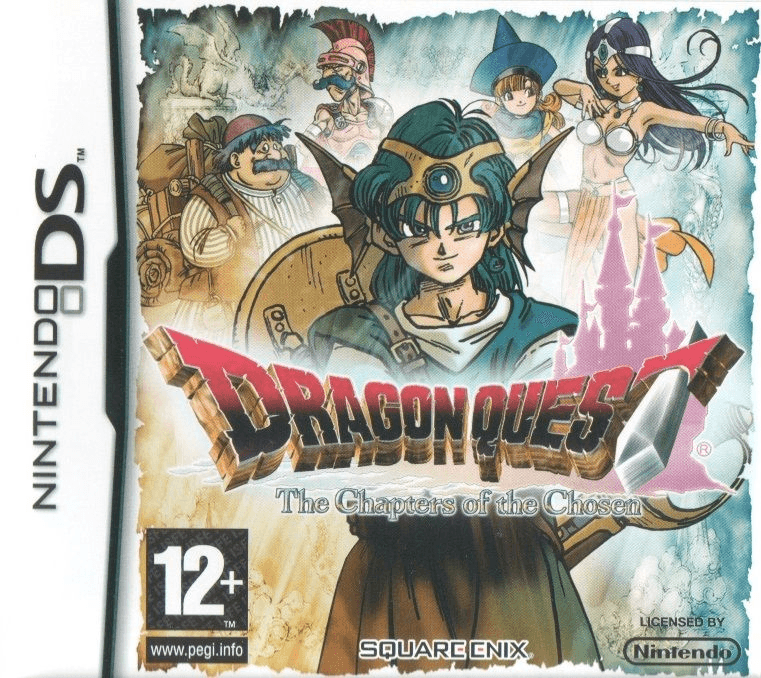 NINTENDO DS™
DRAGON QUEST®
The Chapters of the Chosen
12+™
www.pegi.info
SQUARE ENIX®
LICENSED BY
Nintendo